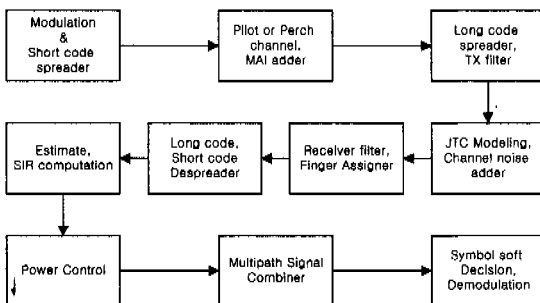 Modulation
&
Short code
spreader
Pilot or Perch
channel,
MAI adder
Long code
spreader,
TX filter
Estimate,
SIR computation
Long code,
Short code
Despreader
Receiver filter,
Finger Assigner
JTC Modeling,
Channel noise
adder
Power Control
Multipath Signal
Combiner
Symbol soft
Decision,
Demodulation